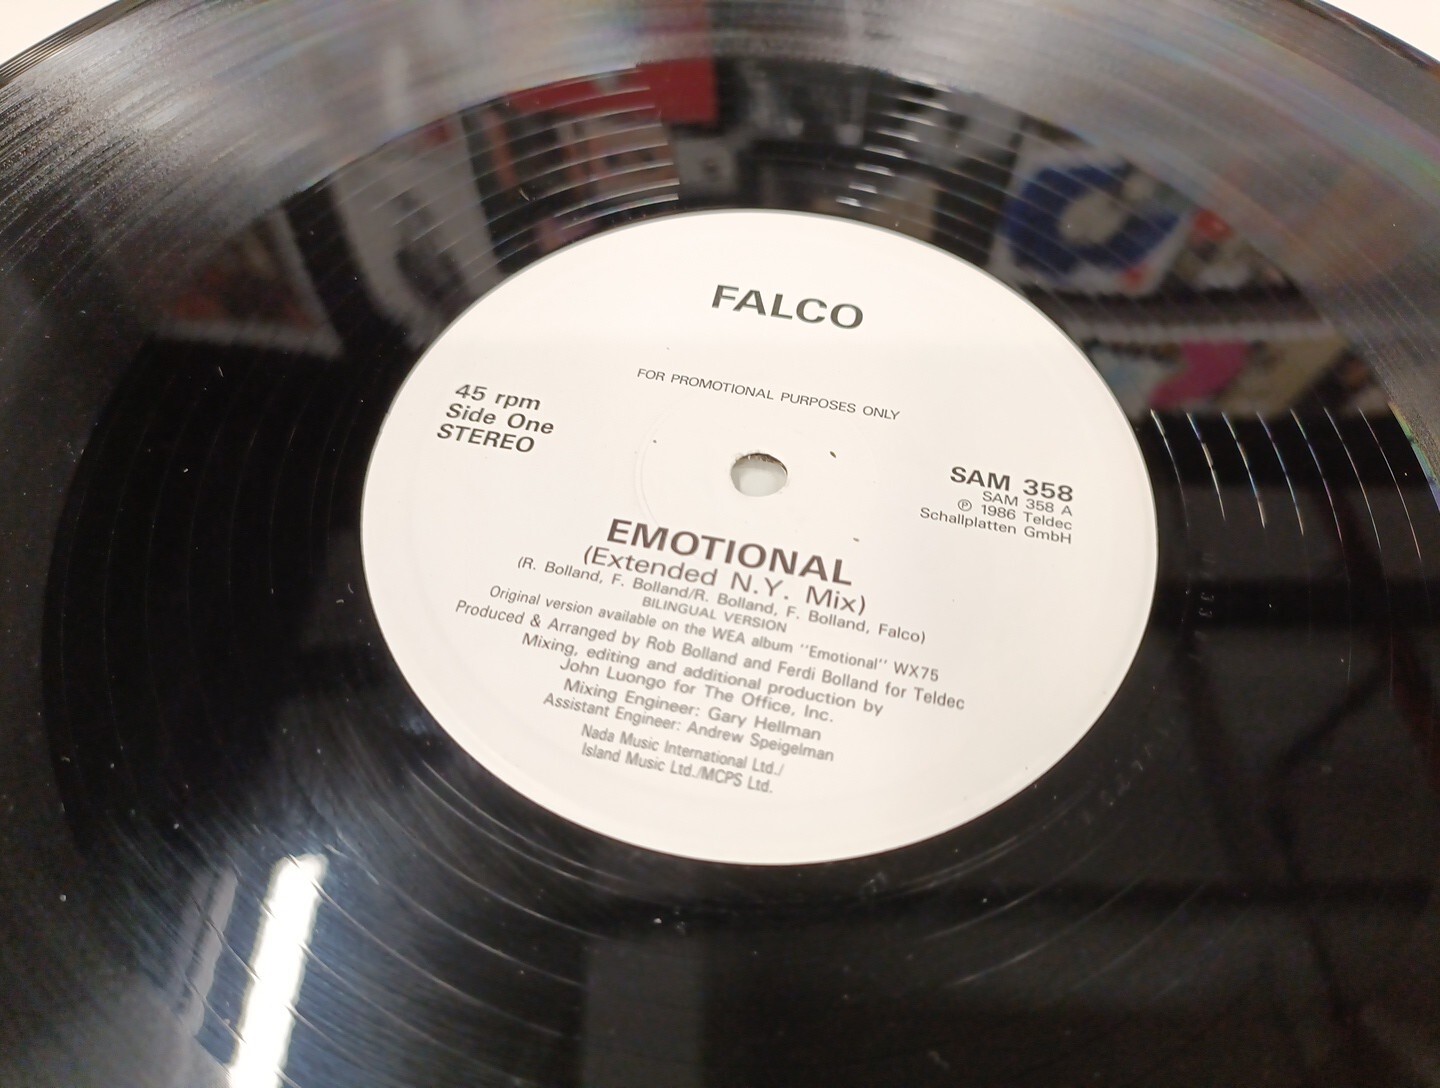 FALCO
FOR PROMOTIONAL PURPOSES ONLY
45 rpm
Side One
STEREO
SAM 358
SAM 358 A
℗ 1986 Teldec
Schallplatten GmbH
EMOTIONAL
(Extended N.Y. Mix)
(R. Bolland, F. Bolland/R. Bolland, F. Bolland, Falco)
BILINGUAL VERSION
Original version available on the WEA album "Emotional" WX75
Produced & Arranged by Rob Bolland and Ferdi Bolland for Teldec
Mixing, editing and additional production by
John Luongo for The Office, Inc.
Mixing Engineer: Gary Hellman
Assistant Engineer: Andrew Speigelman
Nada Music International Ltd./
Island Music Ltd./MCPS Ltd.